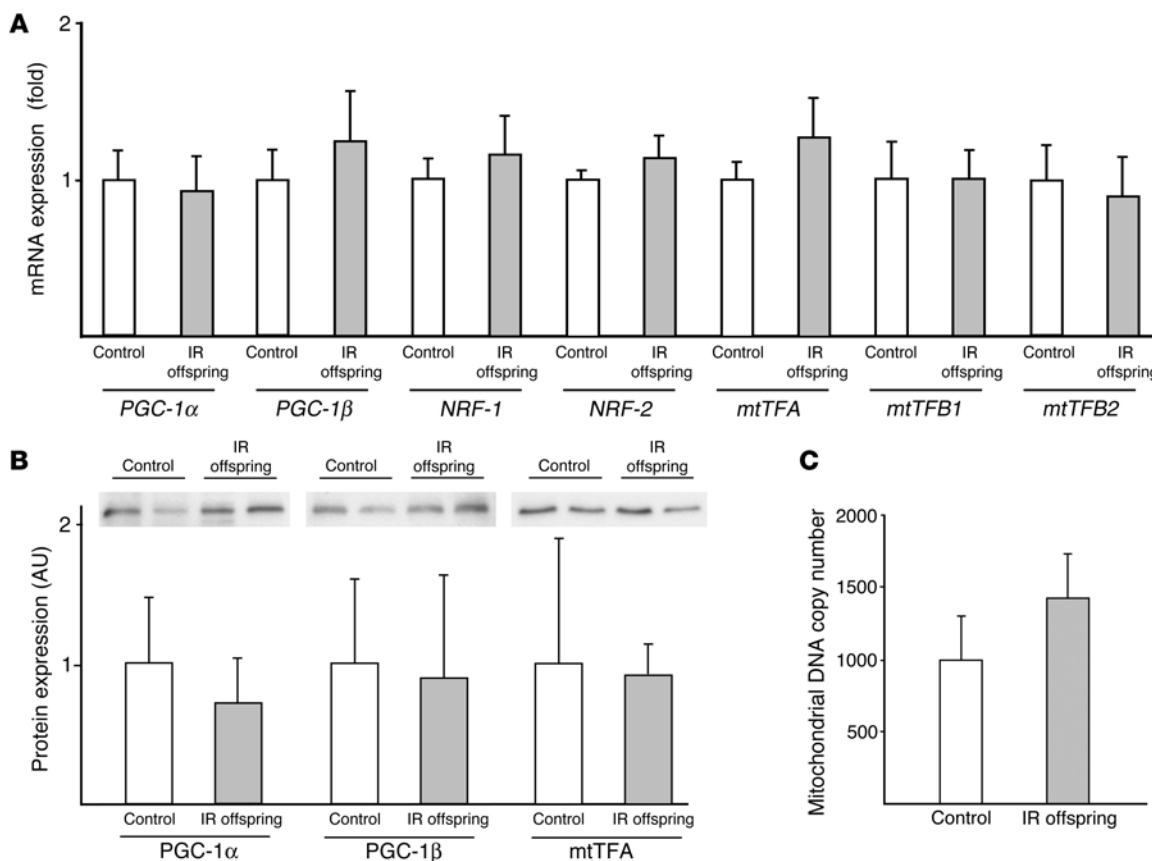 A
2
1
mRNA expression (fold)
Control IR offspring Control IR offspring Control IR offspring Control IR offspring Control IR offspring Control IR offspring Control IR offspring
PGC-1α PGC-1β NRF-1 NRF-2 mtTFA mtTFB1 mtTFB2
B
Control IR offspring Control IR offspring Control IR offspring
2
1
Protein expression (AU)
Control IR offspring Control IR offspring Control IR offspring
PGC-1α PGC-1β mtTFA
C
2000
1500
1000
500
Mitochondrial DNA copy number
Control IR offspring